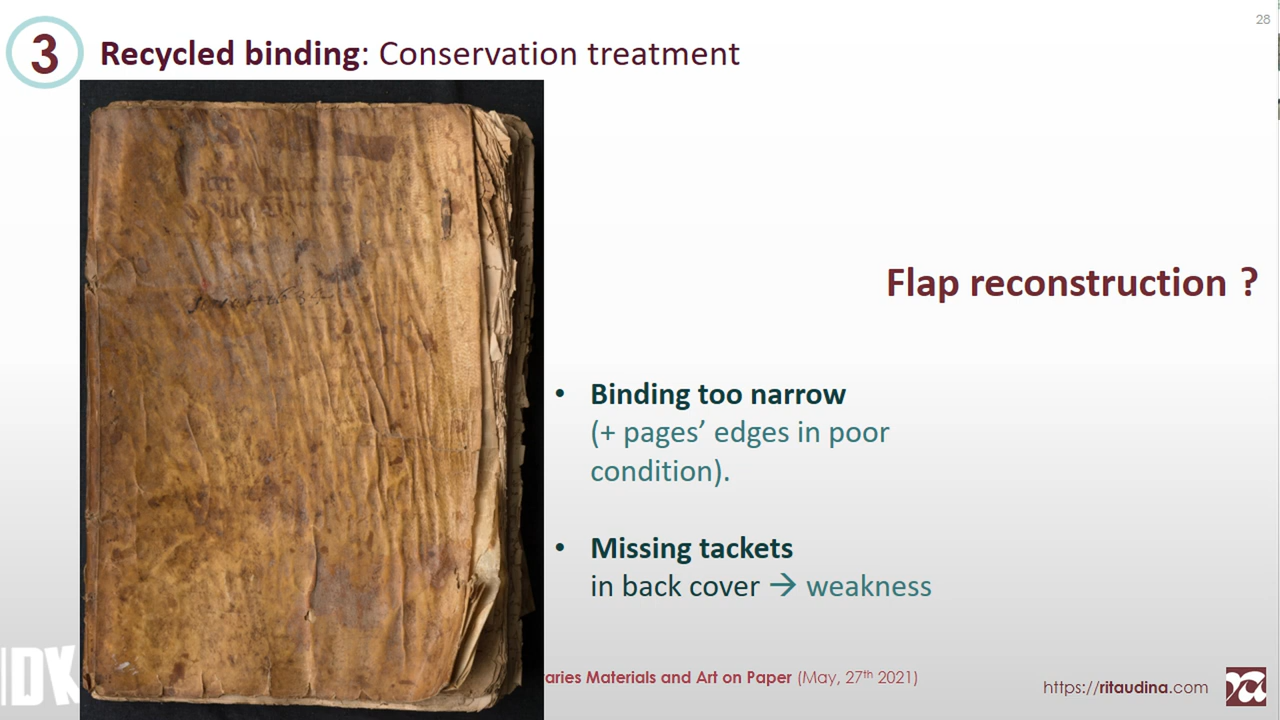 28
3
Recycled binding: Conservation treatment
Flap reconstruction ?
• Binding too narrow
(+ pages’ edges in poor
condition).
• Missing tackets
in back cover → weakness
Materials and Art on Paper (May, 27th 2021)
https://ritaudina.com